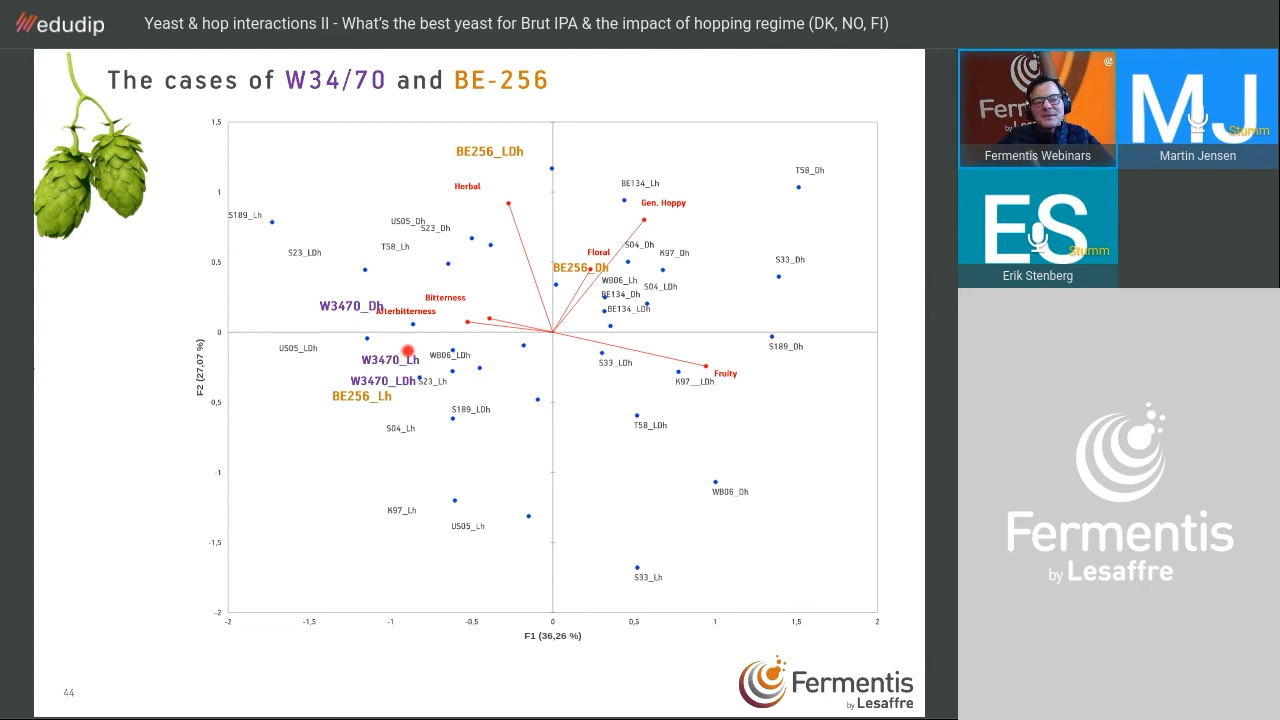 edudip
Yeast & hop interactions II - What's the best yeast for Brut IPA & the impact of hopping regime (DK, NO, FI)
The cases of W34/70 and BE-256
1,5
BE256_LDh
T58_Dh
Herbal
BE134_Lh
1
Gen. Hoppy
S189_Lh
US05_Dh
S23_Dh
T58_Lh
S23_LDh
Floral
S04_Dh
K97_Dh
S33_Dh
0,5
BE256_Dh
WB06_Lh
S04_LDh
BE134_Dh
Bitterness
W3470_Dh
Afterbitterness
BE134_LDh
0
US05_LDh
W3470_Lh
WB06_LDh
S33_LDh
S189_Dh
Fruity
W3470_LDh
S23_Lh
K97__LDh
BE256_Lh
-0,5
S189_LDh
S04_Lh
T58_LDh
-1
WB06_Dh
K97_Lh
US05_Lh
-1,5
S33_Lh
-2
-2
-1,5
-1
-0,5
0
0,5
1
1,5
2
F2 (27,07 %)
F1 (36,26 %)
44
Fermentis
by Lesaffre
Fermentis
by Lesaffre
Fermentis Webinars
MJ
Stumm
Martin Jensen
ES
Stumm
Erik Stenberg
Fermentis
by Lesaffre